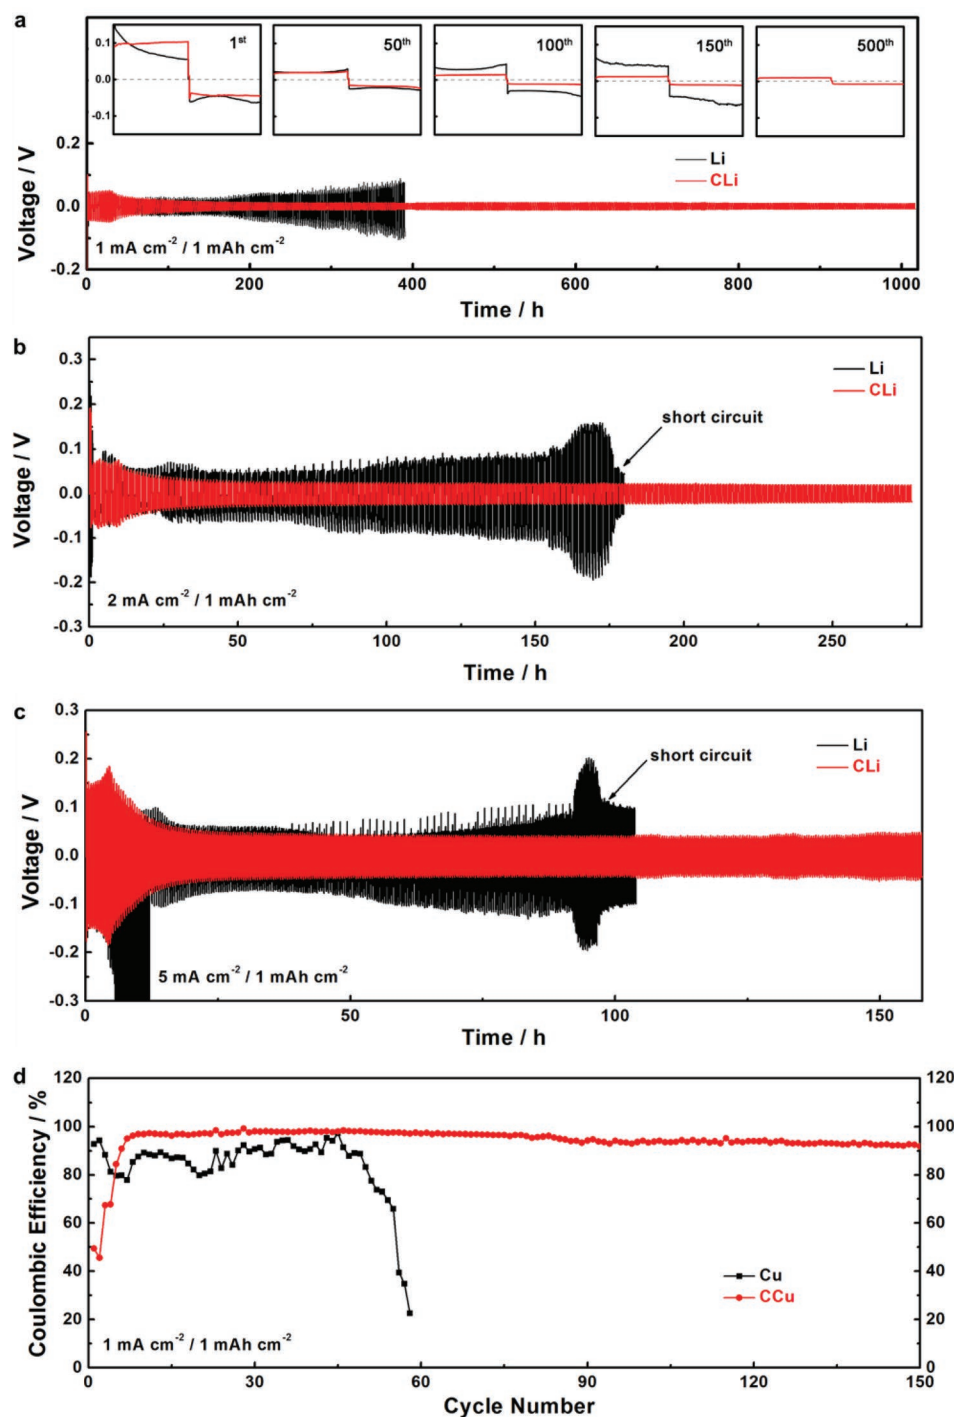 a
1st
50th
100th
150th
500th
0.1
0.0
-0.1
0.2
0.0
-0.2
Voltage / V
Li
CLi
1 mA cm-2 / 1 mAh cm-2
0 200 400 600 800 1000
Time / h
b
0.3
0.2
0.1
0.0
-0.1
-0.2
-0.3
Voltage / V
Li
CLi
short circuit
2 mA cm-2 / 1 mAh cm-2
0 50 100 150 200 250
Time / h
c
0.3
0.2
0.1
0.0
-0.1
-0.2
-0.3
Voltage / V
Li
CLi
short circuit
5 mA cm-2 / 1 mAh cm-2
0 50 100 150
Time / h
d
120 120
100 100
80 80
60 60
40 40
20 20
0 0
Coulombic Efficiency / %
Cu
CCu
1 mA cm-2 / 1 mAh cm-2
0 30 60 90 120 150
Cycle Number